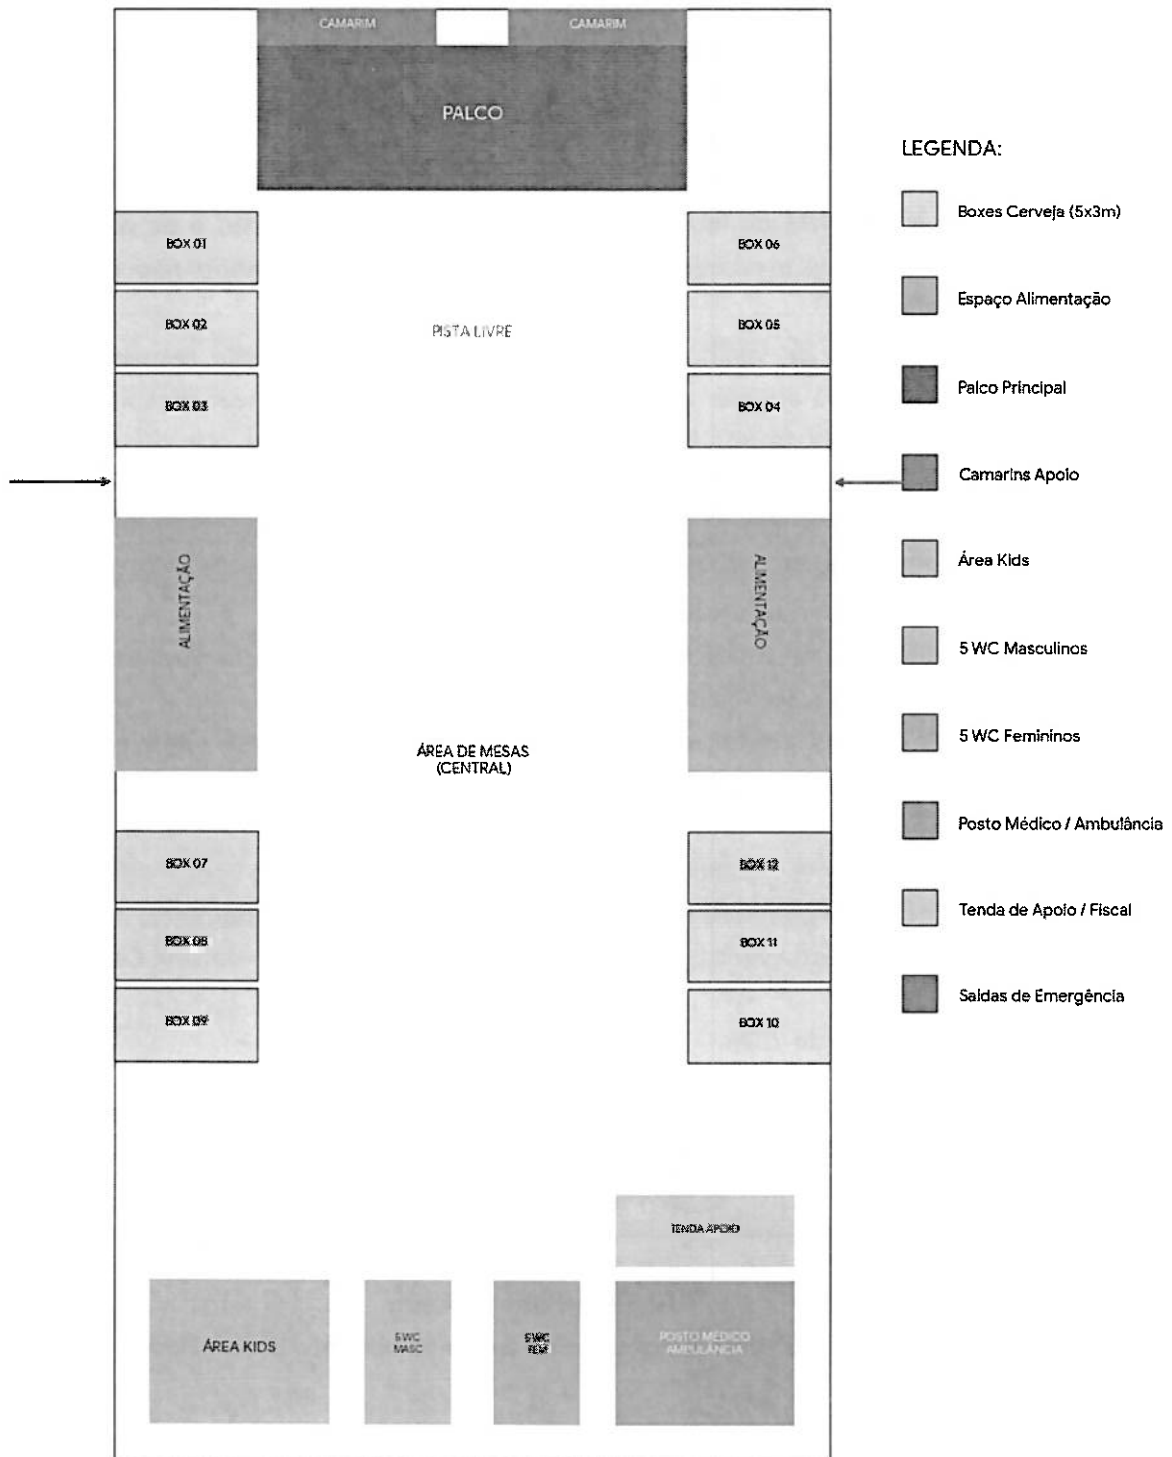 CAMARIM
CAMARIM
PALCO
LEGENDA:
Boxes Cerveja (5x3m)
Espaço Alimentação
Palco Principal
Camarins Apoio
Área Kids
5 WC Masculinos
5 WC Femininos
Posto Médico / Ambulância
Tenda de Apoio / Fiscal
Saídas de Emergência
BOX 01
BOX 06
BOX 02
PISTA LIVRE
BOX 05
BOX 03
BOX 04
ALIMENTAÇÃO
ALIMENTAÇÃO
ÁREA DE MESAS
(CENTRAL)
BOX 07
BOX 12
BOX 08
BOX 11
BOX 09
BOX 10
TENDA APOIO
ÁREA KIDS
5 WC
MASC
5 WC
FEM
POSTO MÉDICO
AMBULÂNCIA